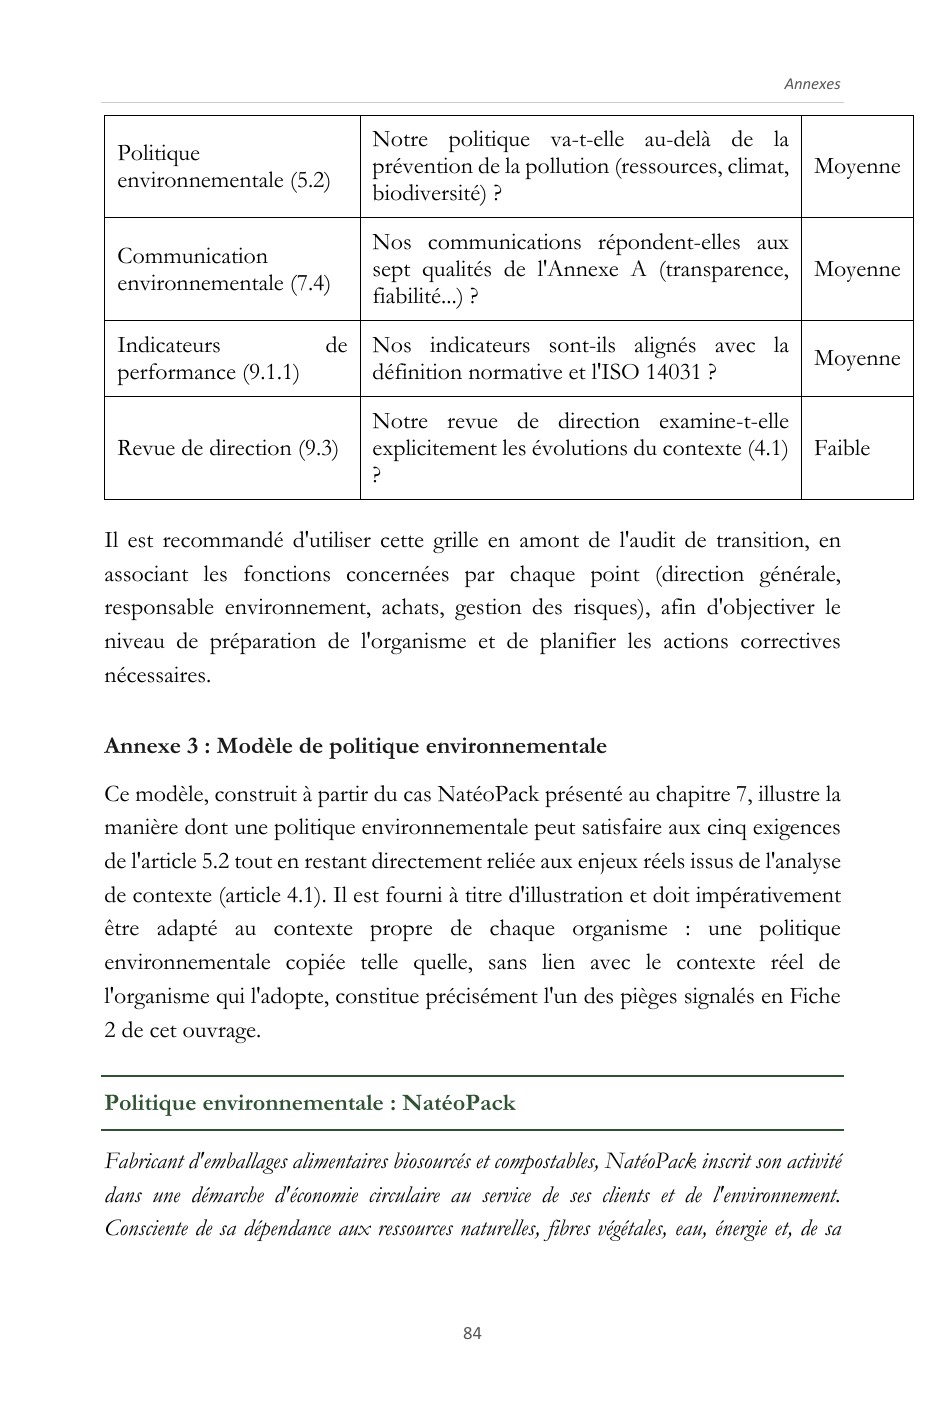 Annexes
Politique
environnementale (5.2)
Notre politique va-t-elle au-delà de la
prévention de la pollution (ressources, climat,
biodiversité) ?
Moyenne
Communication
environnementale (7.4)
Nos communications répondent-elles aux
sept qualités de l'Annexe A (transparence,
fiabilité...) ?
Moyenne
Indicateurs de
performance (9.1.1)
Nos indicateurs sont-ils alignés avec la
définition normative et l'ISO 14031 ?
Moyenne
Revue de direction (9.3)
Notre revue de direction examine-t-elle
explicitement les évolutions du contexte (4.1)
?
Faible
Il est recommandé d'utiliser cette grille en amont de l'audit de transition, en
associant les fonctions concernées par chaque point (direction générale,
responsable environnement, achats, gestion des risques), afin d'objectiver le
niveau de préparation de l'organisme et de planifier les actions correctives
nécessaires.
Annexe 3 : Modèle de politique environnementale
Ce modèle, construit à partir du cas NatéoPack présenté au chapitre 7, illustre la
manière dont une politique environnementale peut satisfaire aux cinq exigences
de l'article 5.2 tout en restant directement reliée aux enjeux réels issus de l'analyse
de contexte (article 4.1). Il est fourni à titre d'illustration et doit impérativement
être adapté au contexte propre de chaque organisme : une politique
environnementale copiée telle quelle, sans lien avec le contexte réel de
l'organisme qui l'adopte, constitue précisément l'un des pièges signalés en Fiche
2 de cet ouvrage.
Politique environnementale : NatéoPack
Fabricant d'emballages alimentaires biosourcés et compostables, NatéoPack inscrit son activité
dans une démarche d'économie circulaire au service de ses clients et de l'environnement.
Consciente de sa dépendance aux ressources naturelles, fibres végétales, eau, énergie et, de sa
84